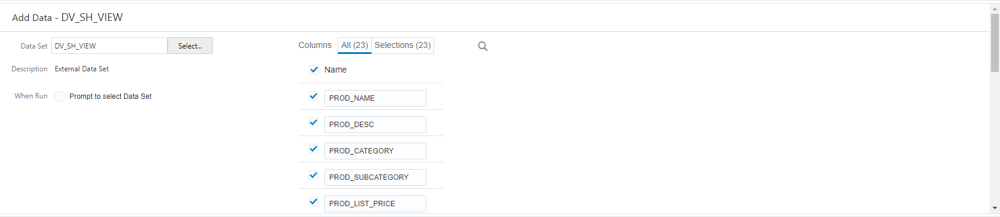 Add Data - DV_SH_VIEW
Data Set DV_SH_VIEW Select... Columns All (23) Selections (23)
Description External Data Set Name
When Run Prompt to select Data Set PROD_NAME
PROD_DESC
PROD_CATEGORY
PROD_SUBCATEGORY
PROD_LIST_PRICE